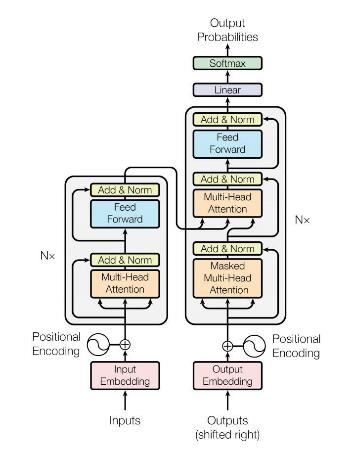 Output
Probabilities
Softmax
Linear
Add & Norm
Feed
Forward
Add & Norm
Multi-Head
Attention
Add & Norm
Masked
Multi-Head
Attention
Nx
Positional
Encoding
Output
Embedding
Outputs
(shifted right)
Add & Norm
Feed
Forward
Add & Norm
Multi-Head
Attention
Nx
Positional
Encoding
Input
Embedding
Inputs